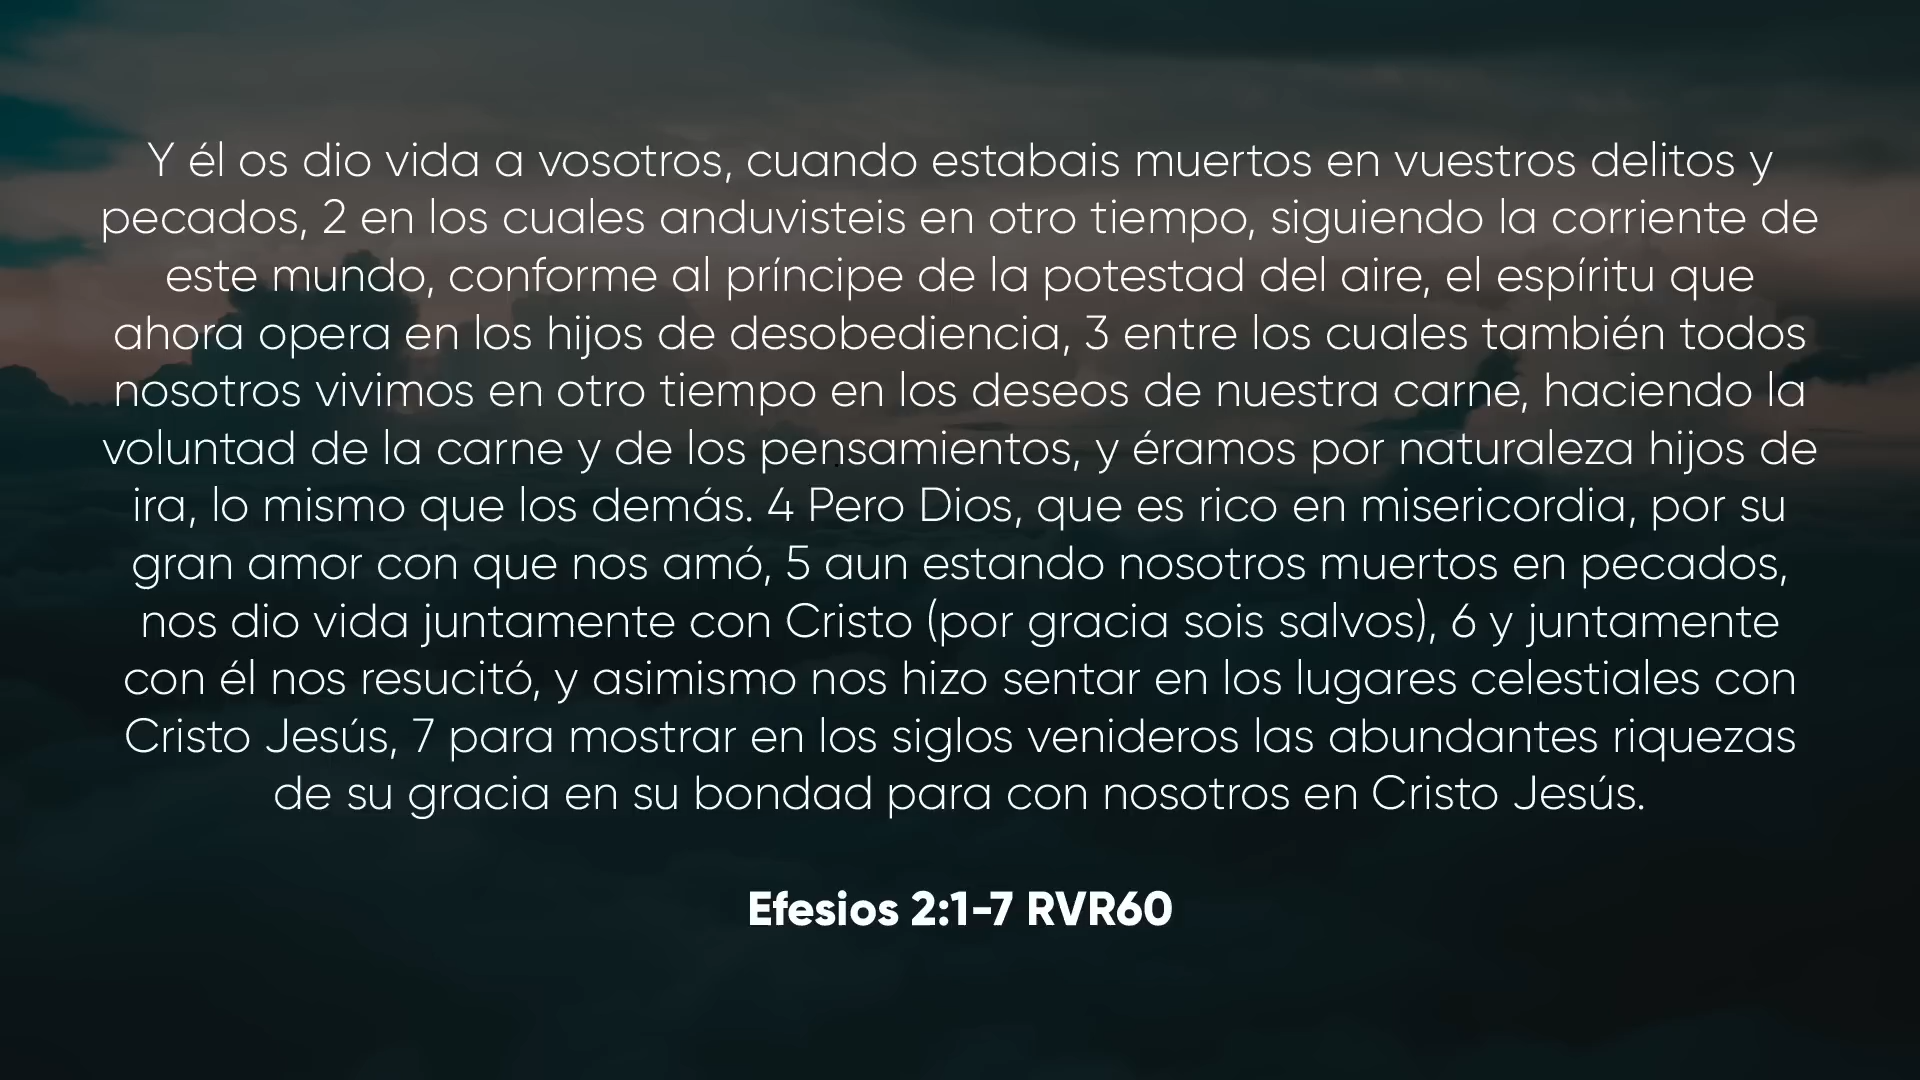 Y él os dio vida a vosotros, cuando estabais muertos en vuestros delitos y
pecados, 2 en los cuales anduvisteis en otro tiempo, siguiendo la corriente de
este mundo, conforme al príncipe de la potestad del aire, el espíritu que
ahora opera en los hijos de desobediencia, 3 entre los cuales también todos
nosotros vivimos en otro tiempo en los deseos de nuestra carne, haciendo la
voluntad de la carne y de los pensamientos, y éramos por naturaleza hijos de
ira, lo mismo que los demás. 4 Pero Dios, que es rico en misericordia, por su
gran amor con que nos amó, 5 aun estando nosotros muertos en pecados,
nos dio vida juntamente con Cristo (por gracia sois salvos), 6 y juntamente
con él nos resucitó, y asimismo nos hizo sentar en los lugares celestiales con
Cristo Jesús, 7 para mostrar en los siglos venideros las abundantes riquezas
de su gracia en su bondad para con nosotros en Cristo Jesús.
Efesios 2:1-7 RVR60